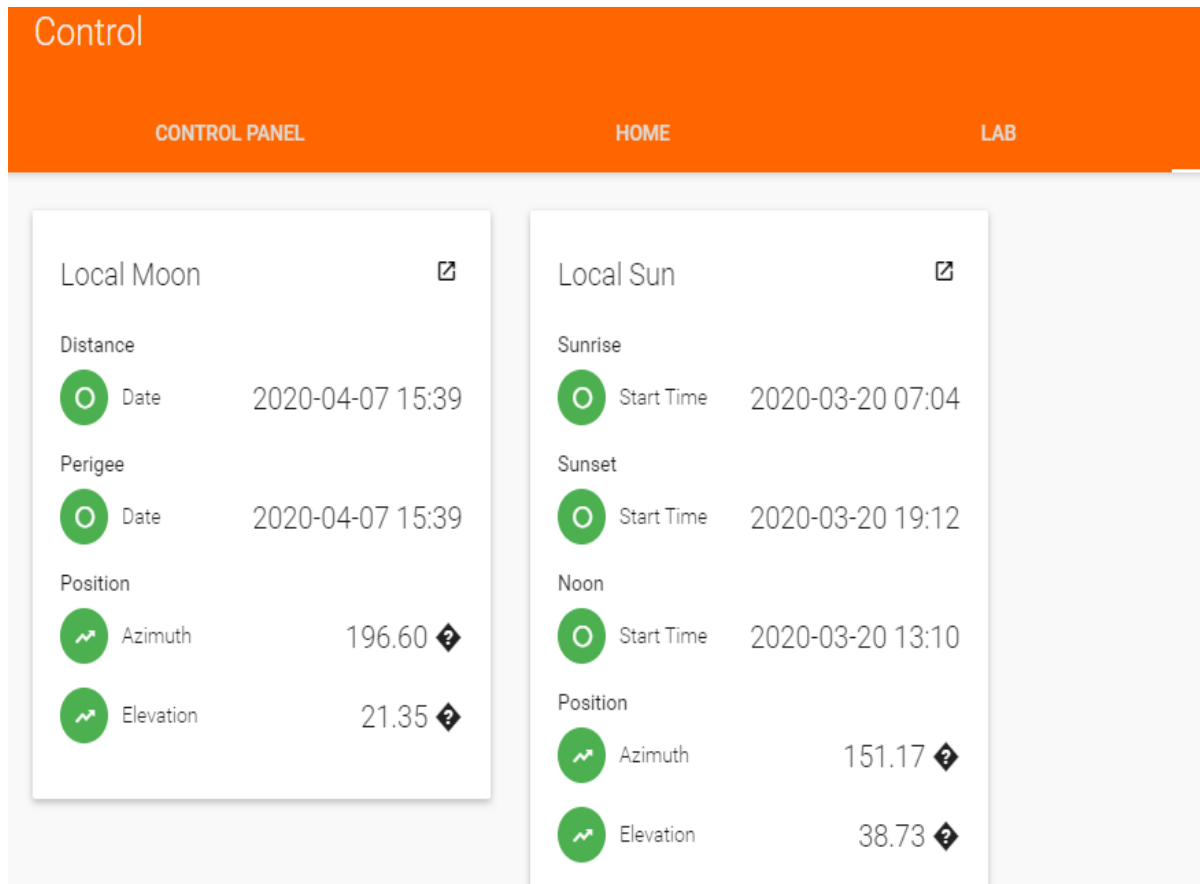 Control
CONTROL PANEL HOME LAB
Local Moon
Distance
Date 2020-04-07 15:39
Perigee
Date 2020-04-07 15:39
Position
Azimuth 196.60 �
Elevation 21.35 �
Local Sun
Sunrise
Start Time 2020-03-20 07:04
Sunset
Start Time 2020-03-20 19:12
Noon
Start Time 2020-03-20 13:10
Position
Azimuth 151.17 �
Elevation 38.73 �